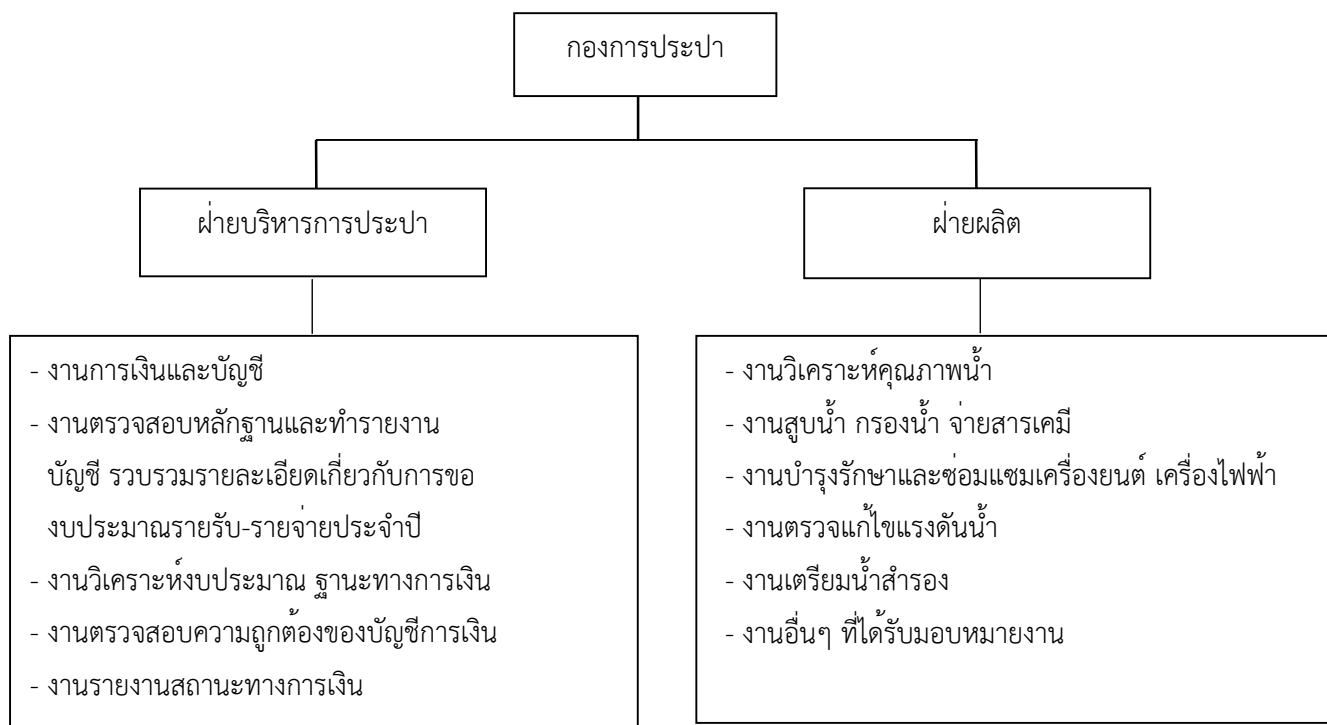 กองการประปา
ฝ่ายบริหารการประปา
ฝ่ายผลิต
- งานการเงินและบัญชี
- งานตรวจสอบหลักฐานและทำรายงาน
บัญชี รวบรวมรายละเอียดเกี่ยวกับการขอ
งบประมาณรายรับ-รายจ่ายประจำปี
- งานวิเคราะห์งบประมาณ ฐานะทางการเงิน
- งานตรวจสอบความถูกต้องของบัญชีการเงิน
- งานรายงานสถานะทางการเงิน
- งานวิเคราะห์คุณภาพน้ำ
- งานสูบน้ำ กรองน้ำ จ่ายสารเคมี
- งานบำรุงรักษาและซ่อมแซมเครื่องยนต์ เครื่องไฟฟ้า
- งานตรวจแก้ไขแรงดันน้ำ
- งานเตรียมน้ำสำรอง
- งานอื่นๆ ที่ได้รับมอบหมายงาน